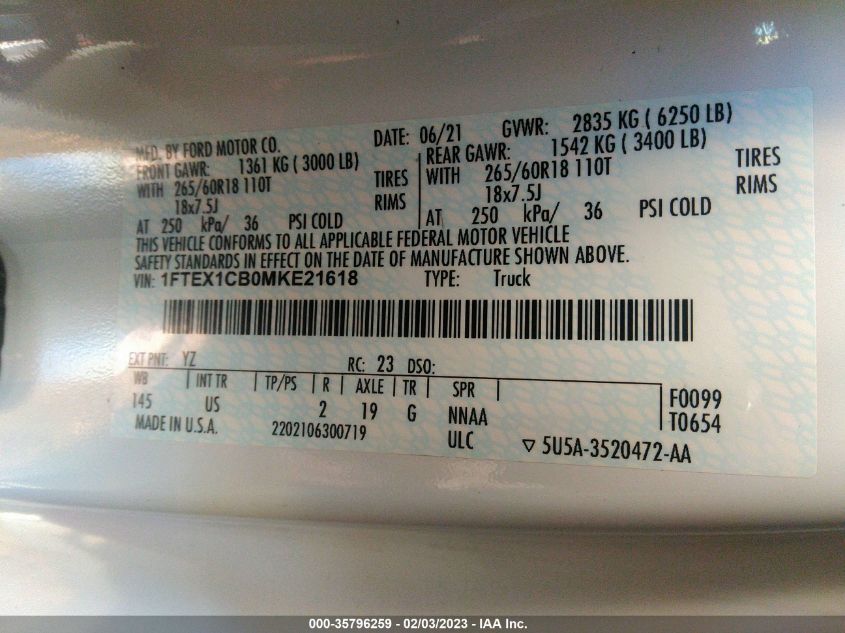 MFD. BY FORD MOTOR CO. DATE: 06/21 GVWR: 2835 KG ( 6250 LB)
FRONT GAWR: 1361 KG ( 3000 LB) REAR GAWR: 1542 KG ( 3400 LB)
WITH 265/60R18 110T TIRES WITH 265/60R18 110T TIRES
18x7.5J RIMS 18x7.5J RIMS
AT 250 kPa/ 36 PSI COLD AT 250 kPa/ 36 PSI COLD
THIS VEHICLE CONFORMS TO ALL APPLICABLE FEDERAL MOTOR VEHICLE
SAFETY STANDARDS IN EFFECT ON THE DATE OF MANUFACTURE SHOWN ABOVE.
VIN: 1FTEX1CB0MKE21618 TYPE: Truck
EXT PNT: YZ RC: 23 DSO:
WB INT TR TP/PS R AXLE TR SPR F0099
145 US 2 19 G NNAA T0654
MADE IN U.S.A. 2202106300719 ULC ▽ 5U5A-3520472-AA
000-35796259 - 02/03/2023 - IAA Inc.